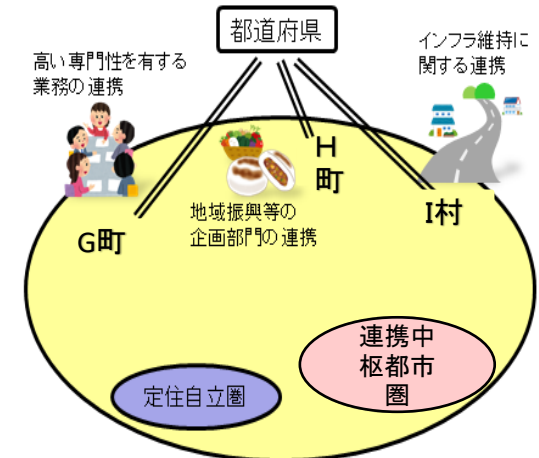 都道府県
高い専門性を有する
業務の連携
インフラ維持に
関する連携
H
町
地域振興等の
企画部門の連携
G町
I村
連携中
枢都市
圏
定住自立圏